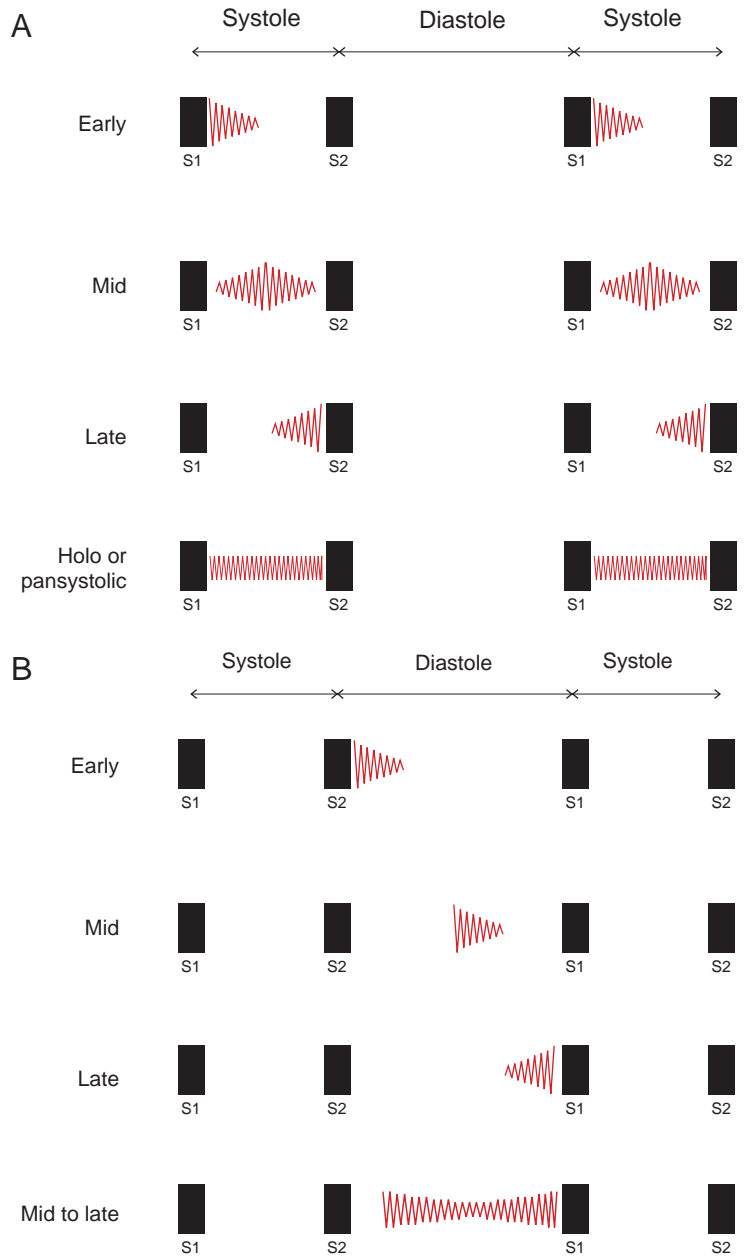 A
Systole Diastole Systole
Early
S1 S2 S1 S2
Mid
S1 S2 S1 S2
Late
S1 S2 S1 S2
Holo or
pansystolic
S1 S2 S1 S2
B
Systole Diastole Systole
Early
S1 S2 S1 S2
Mid
S1 S2 S1 S2
Late
S1 S2 S1 S2
Mid to late
S1 S2 S1 S2